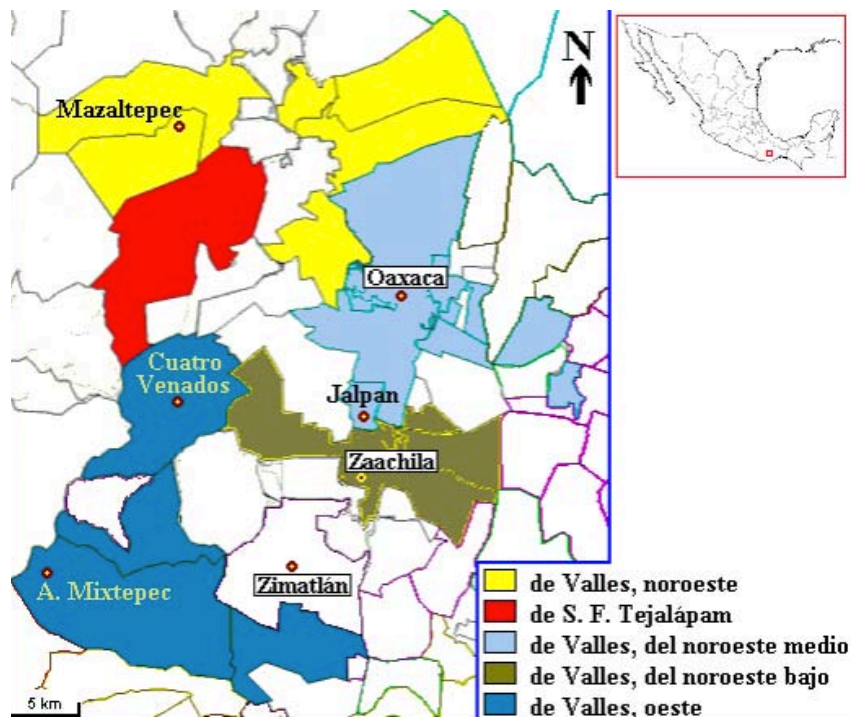 N
Mazaltepec
Oaxaca
Cuatro
Venados
Jalpan
Zaachila
A. Mixtepec
Zimatlán
de Valles, noroeste
de S. F. Tejalápam
de Valles, del noroeste medio
de Valles, del noroeste bajo
de Valles, oeste
5 km